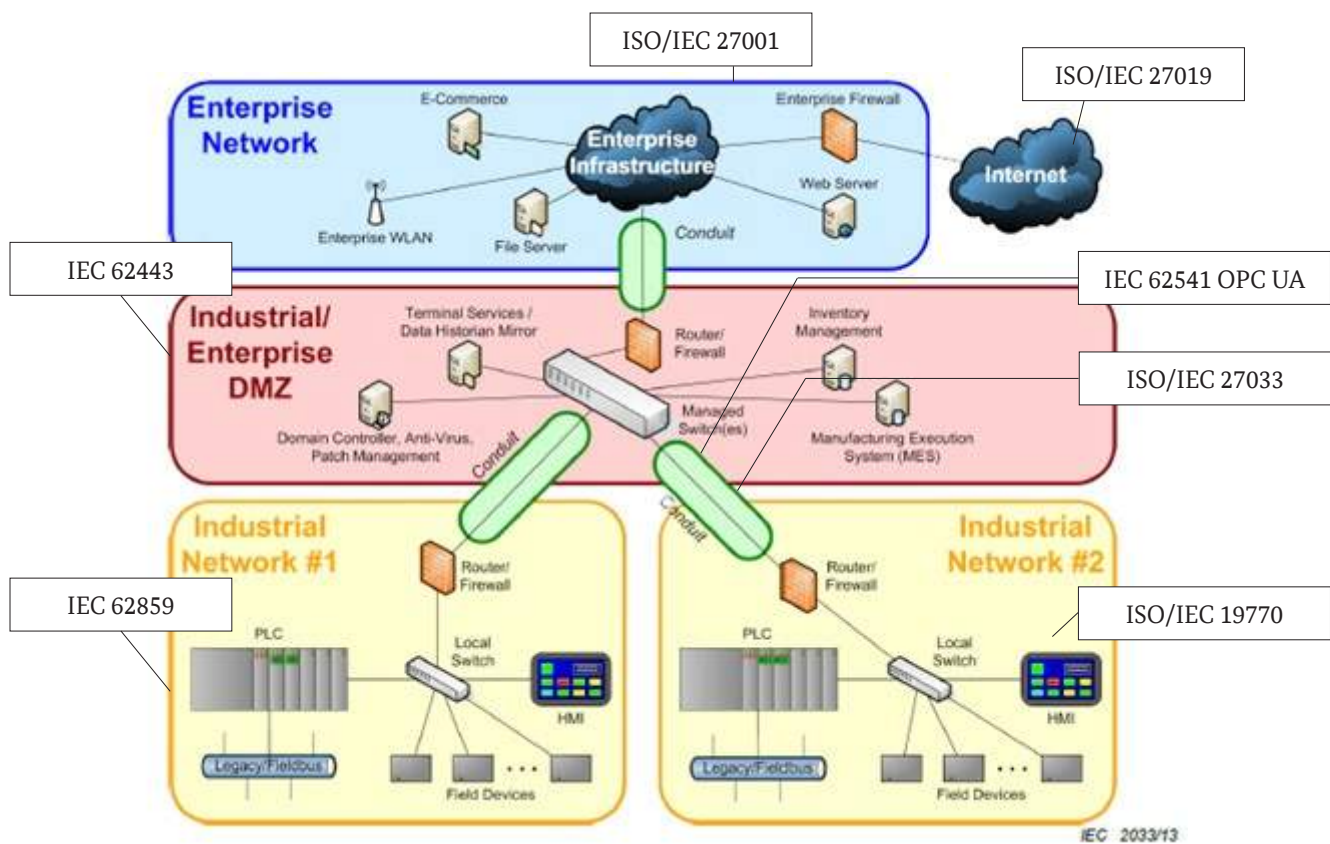 ISO/IEC 27001
ISO/IEC 27019
Enterprise
Network
E-Commerce
Enterprise Firewall
Enterprise
Infrastructure
Internet
Web Server
Enterprise WLAN
File Server
Conduit
IEC 62443
IEC 62541 OPC UA
Industrial/
Enterprise
DMZ
Terminal Services /
Data Historian Mirror
Router/
Firewall
Inventory
Management
ISO/IEC 27033
Managed
Switch(es)
Domain Controller, Anti-Virus,
Patch Management
Manufacturing Execution
System (MES)
Conduit
Conduit
Industrial
Network #1
Router/
Firewall
Industrial
Network #2
Router/
Firewall
IEC 62859
ISO/IEC 19770
PLC
Local
Switch
HMI
Legacy/Fieldbus
Field Devices
PLC
Local
Switch
HMI
Legacy/Fieldbus
Field Devices
IEC 2033/13